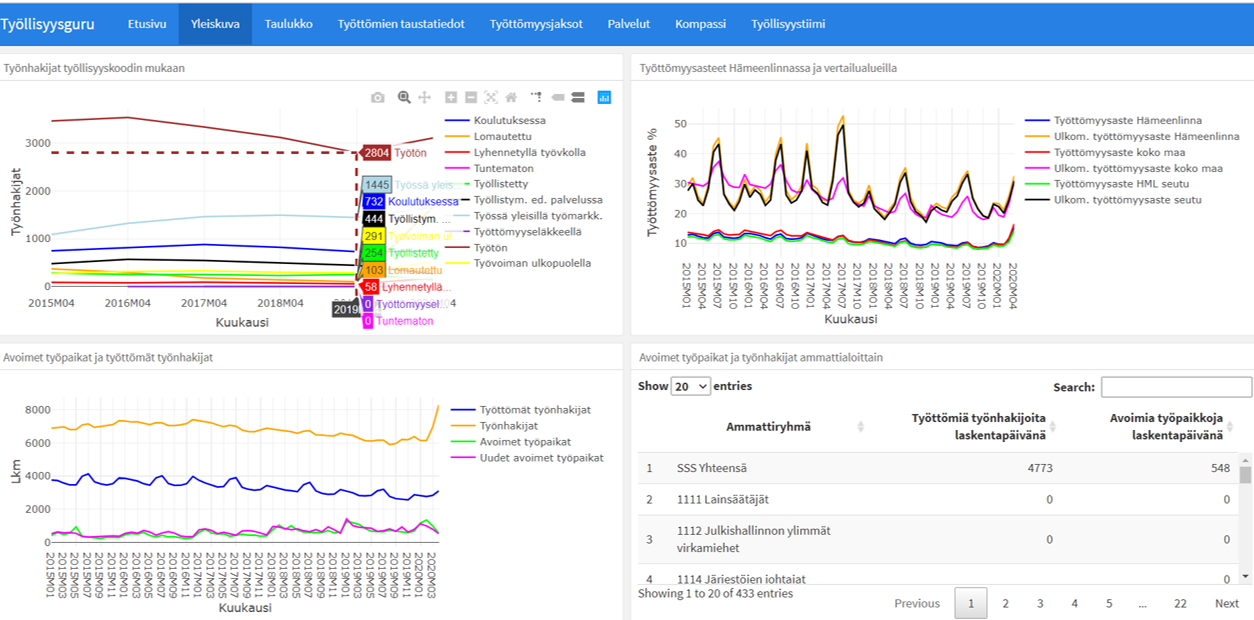 Työllisyysguru Etusivu Yleiskuva Taulukko Työttömien taustatiedot Työttömyysjaksot Palvelut Kompassi Työllisyystiimi
Työnhakijat työllisyyskoodin mukaan
Työnhakijat
3000
2000
1000
0
2015M04 2016M04 2017M04 2018M04
2019
Kuukausi
2804 Työtön
1445 Työssä yleis
732 Koulutuksessa
444 Työllistym. ...
291 Työvoiman ul
254 Työllistetty
103 Lomautettu
58 Lyhennetyllä...
0 Työttömyysel...
0 Tuntematon
Koulutuksessa
Lomautettu
Lyhennetyllä työvkolla
Tuntematon
Työllistetty
Työllistym. ed. palvelussa
Työssä yleisillä työmarkk.
Työttömyyseläkkeellä
Työtön
Työvoiman ulkopuolella
Työttömyysasteet Hämeenlinnassa ja vertailualueilla
Työttömyysaste %
50
40
30
20
10
2015M01 2015M04 2015M07 2015M10 2016M01 2016M04 2016M07 2016M10 2017M01 2017M04 2017M07 2017M10 2018M01 2018M04 2018M07 2018M10 2019M01 2019M04 2019M07 2019M10 2020M01 2020M04
Kuukausi
Työttömyysaste Hämeenlinna
Ulkom. työttömyysaste Hämeenlinna
Työttömyysaste koko maa
Ulkom. työttömyysaste koko maa
Työttömyysaste HML seutu
Ulkom. työttömyysaste seutu
Avoimet työpaikat ja työttömät työnhakijat
Lkm
8000
6000
4000
2000
0
2015M01 2015M03 2015M05 2015M07 2015M09 2015M11 2016M01 2016M03 2016M05 2016M07 2016M09 2016M11 2017M01 2017M03 2017M05 2017M07 2017M09 2017M11 2018M01 2018M03 2018M05 2018M07 2018M09 2018M11 2019M01 2019M03 2019M05 2019M07 2019M09 2019M11 2020M01 2020M03
Kuukausi
Työttömät työnhakijat
Työnhakijat
Avoimet työpaikat
Uudet avoimet työpaikat
Avoimet työpaikat ja työnhakijat ammattialoittain
Show 20 entries Search:
Ammattiryhmä Työttömiä työnhakijoita laskentapäivänä Avoimia työpaikkoja laskentapäivänä
1 SSS Yhteensä 4773 548
2 1111 Lainsäätäjät 0 0
3 1112 Julkishallinnon ylimmät virkamiehet 0 0
4 1114 Järjestöjen johtajat 0
Showing 1 to 20 of 433 entries
Previous 1 2 3 4 5 ... 22 Next